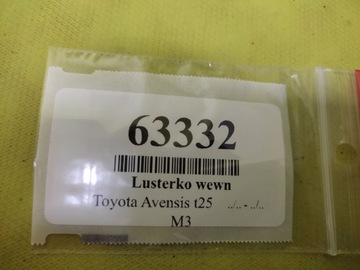 63332
Lusterko wewn
Toyota Avensis t25 ../.. - ../..
M3